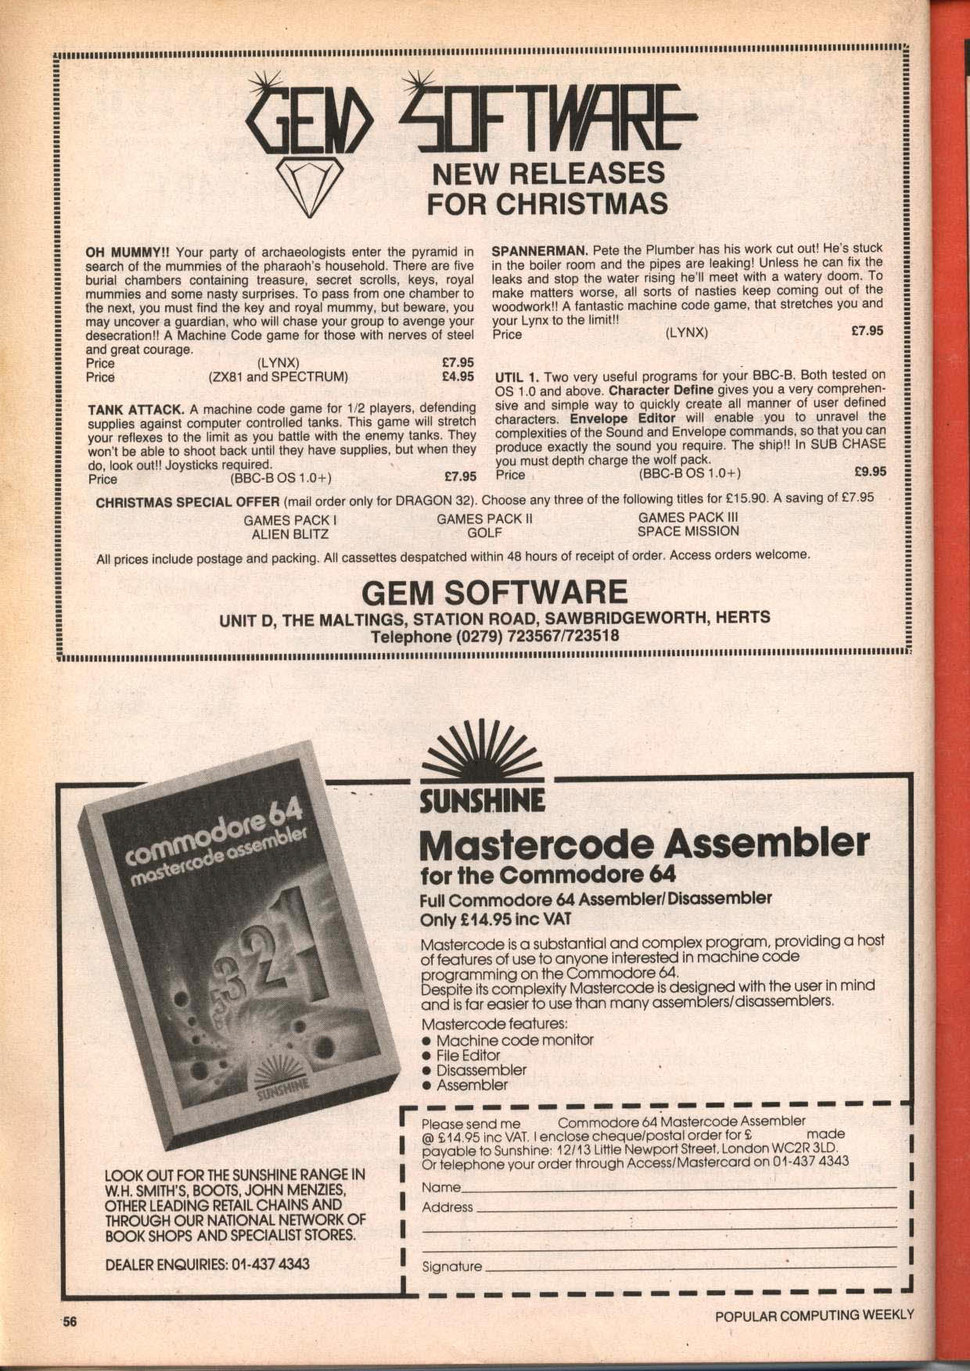 GEM SOFTWARE
NEW RELEASES
FOR CHRISTMAS
OH MUMMY!! Your party of archaeologists enter the pyramid in
search of the mummies of the pharaoh's household. There are five
burial chambers containing treasure, secret scrolls, keys, royal
mummies and some nasty surprises. To pass from one chamber to
the next, you must find the key and royal mummy, but beware, you
may uncover a guardian, who will chase your group to avenge your
desecration!! A Machine Code game for those with nerves of steel
and great courage.
Price (LYNX) £7.95
Price (ZX81 and SPECTRUM) £4.95
TANK ATTACK. A machine code game for 1/2 players, defending
supplies against computer controlled tanks. This game will stretch
your reflexes to the limit as you battle with the enemy tanks. They
won't be able to shoot back until they have supplies, but when they
do, look out!! Joysticks required.
Price (BBC-B OS 1.0+) £7.95
SPANNERMAN. Pete the Plumber has his work cut out! He's stuck
in the boiler room and the pipes are leaking! Unless he can fix the
leaks and stop the water rising he'll meet with a watery doom. To
make matters worse, all sorts of nasties keep coming out of the
woodwork!! A fantastic machine code game, that stretches you and
your Lynx to the limit!!
Price (LYNX) £7.95
UTIL 1. Two very useful programs for your BBC-B. Both tested on
OS 1.0 and above. Character Define gives you a very comprehen-
sive and simple way to quickly create all manner of user defined
characters. Envelope Editor will enable you to unravel the
complexities of the Sound and Envelope commands, so that you can
produce exactly the sound you require. The ship!! In SUB CHASE
you must depth charge the wolf pack.
Price (BBC-B OS 1.0+) £9.95
CHRISTMAS SPECIAL OFFER (mail order only for DRAGON 32). Choose any three of the following titles for £15.90. A saving of £7.95
GAMES PACK I GAMES PACK II GAMES PACK III
ALIEN BLITZ GOLF SPACE MISSION
All prices include postage and packing. All cassettes despatched within 48 hours of receipt of order. Access orders welcome.
GEM SOFTWARE
UNIT D, THE MALTINGS, STATION ROAD, SAWBRIDGEWORTH, HERTS
Telephone (0279) 723567/723518
commodore 64
mastercode assembler
1
2
3
5
SUNSHINE
SUNSHINE
Mastercode Assembler
for the Commodore 64
Full Commodore 64 Assembler/Disassembler
Only £14.95 inc VAT
Mastercode is a substantial and complex program, providing a host
of features of use to anyone interested in machine code
programming on the Commodore 64.
Despite its complexity Mastercode is designed with the user in mind
and is far easier to use than many assemblers/disassemblers.
Mastercode features:
● Machine code monitor
● File Editor
● Disassembler
● Assembler
LOOK OUT FOR THE SUNSHINE RANGE IN
W.H. SMITH'S, BOOTS, JOHN MENZIES,
OTHER LEADING RETAIL CHAINS AND
THROUGH OUR NATIONAL NETWORK OF
BOOK SHOPS AND SPECIALIST STORES.
DEALER ENQUIRIES: 01-437 4343
Please send me Commodore 64 Mastercode Assembler
@ £14.95 inc VAT. I enclose cheque/postal order for £ made
payable to Sunshine: 12/13 Little Newport Street, London WC2R 3LD.
Or telephone your order through Access/Mastercard on 01-437 4343
Name
Address
Signature
56
POPULAR COMPUTING WEEKLY